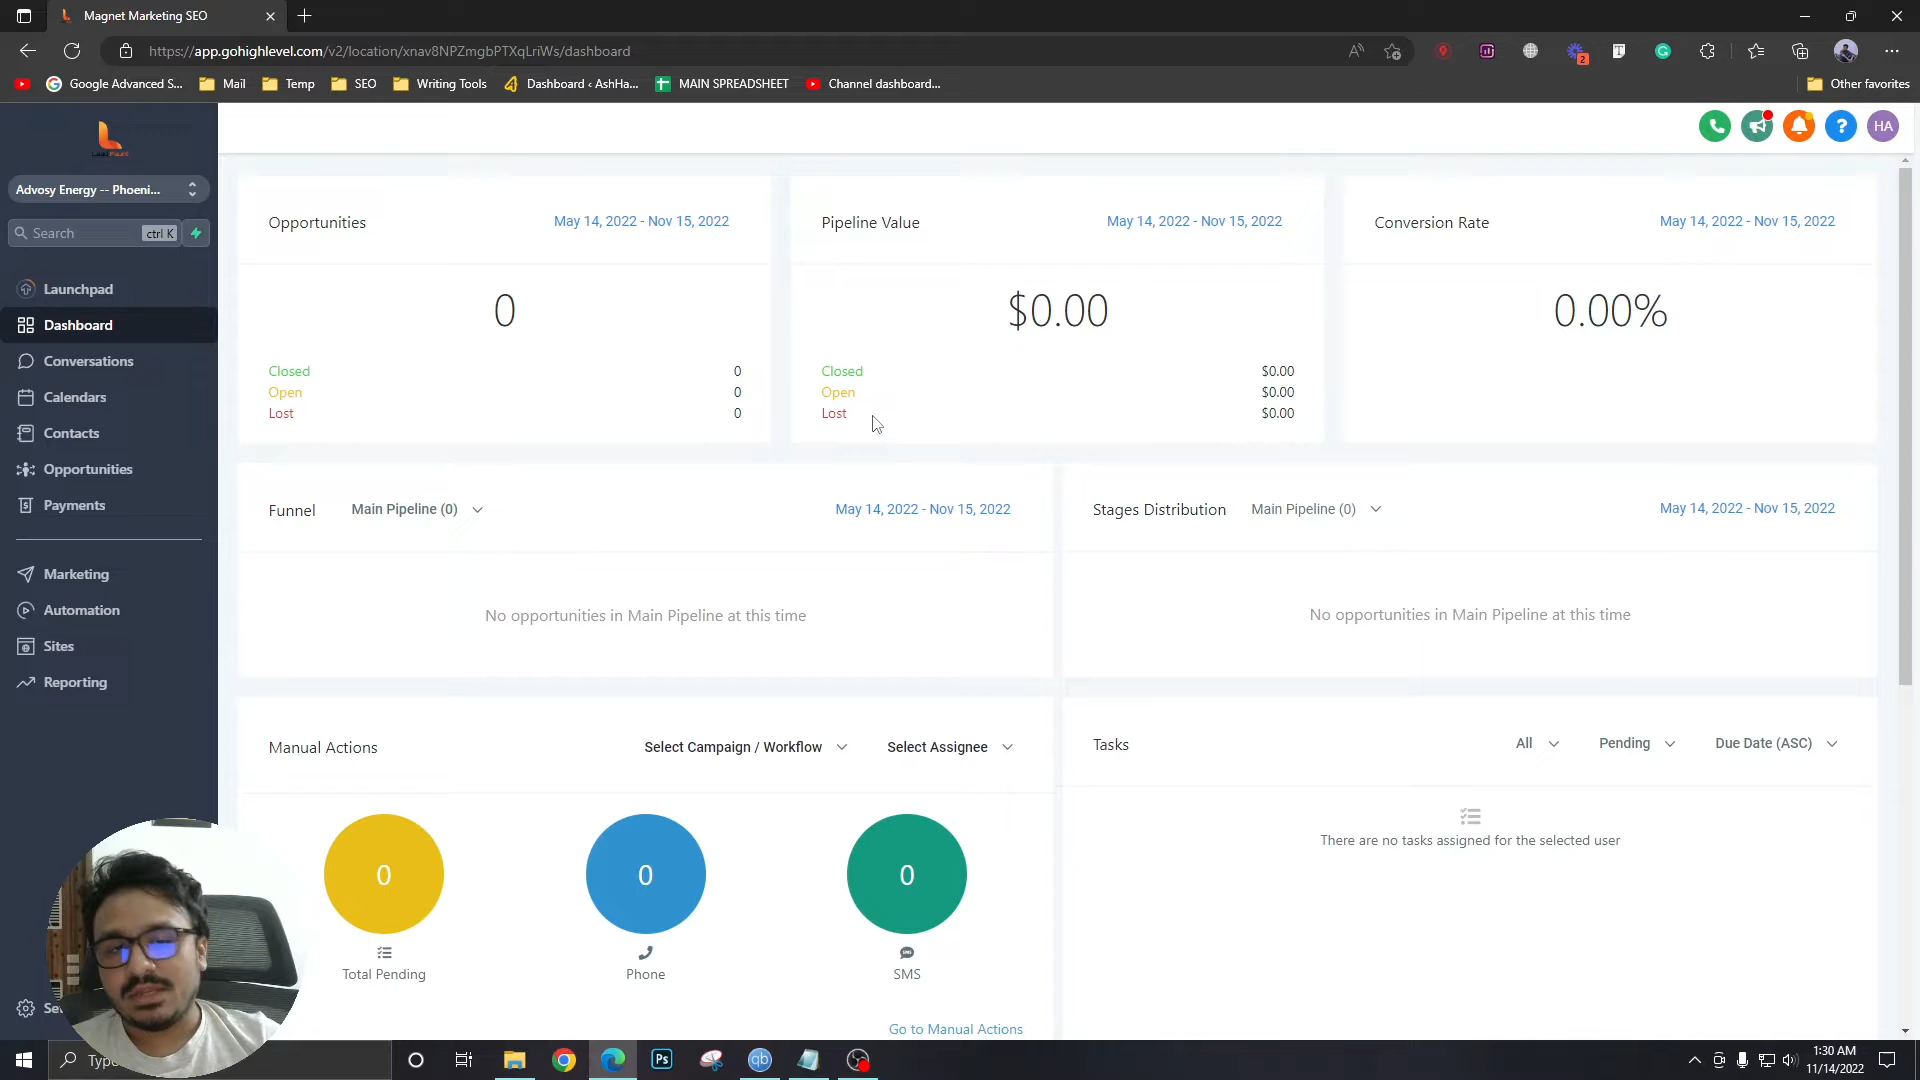 Magnet Marketing SEO
https://app.gohighlevel.com/v2/location/xnav8NPZmgbPTXqLriWs/dashboard
2
Google Advanced S...
Mail
Temp
SEO
Writing Tools
Dashboard ‹ AshHa...
MAIN SPREADSHEET
Channel dashboard...
Other favorites
?
HA
Advosy Energy -- Phoeni...
Search
ctrl K
Launchpad
Dashboard
Conversations
Calendars
Contacts
Opportunities
Payments
Marketing
Automation
Sites
Reporting
Opportunities
May 14, 2022 - Nov 15, 2022
0
Closed 0
Open 0
Lost 0
Pipeline Value
May 14, 2022 - Nov 15, 2022
$0.00
Closed $0.00
Open $0.00
Lost $0.00
Conversion Rate
May 14, 2022 - Nov 15, 2022
0.00%
Funnel
Main Pipeline (0)
May 14, 2022 - Nov 15, 2022
No opportunities in Main Pipeline at this time
Stages Distribution
Main Pipeline (0)
May 14, 2022 - Nov 15, 2022
No opportunities in Main Pipeline at this time
Manual Actions
Select Campaign / Workflow
Select Assignee
0
Total Pending
0
Phone
0
SMS
Go to Manual Actions
Tasks
All
Pending
Due Date (ASC)
There are no tasks assigned for the selected user
Ps
qb
1:30 AM
11/14/2022